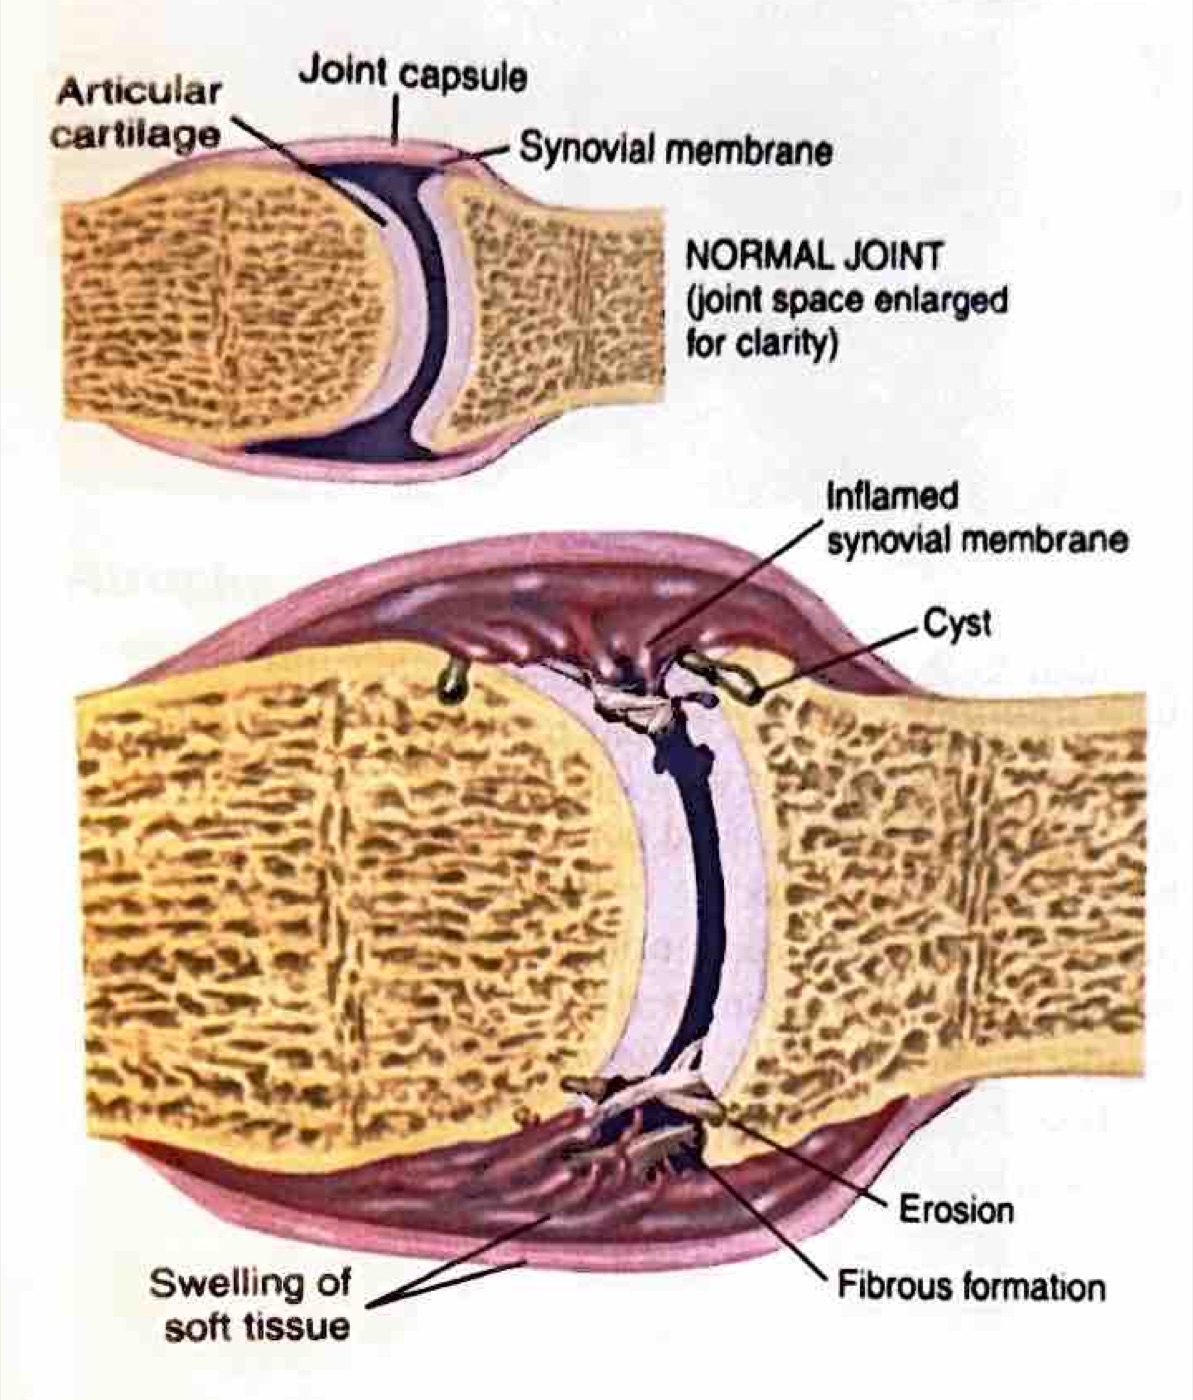 Joint capsule
Articular
cartilage
Synovial membrane
NORMAL JOINT
(joint space enlarged
for clarity)
Inflamed
synovial membrane
Cyst
Erosion
Fibrous formation
Swelling of
soft tissue